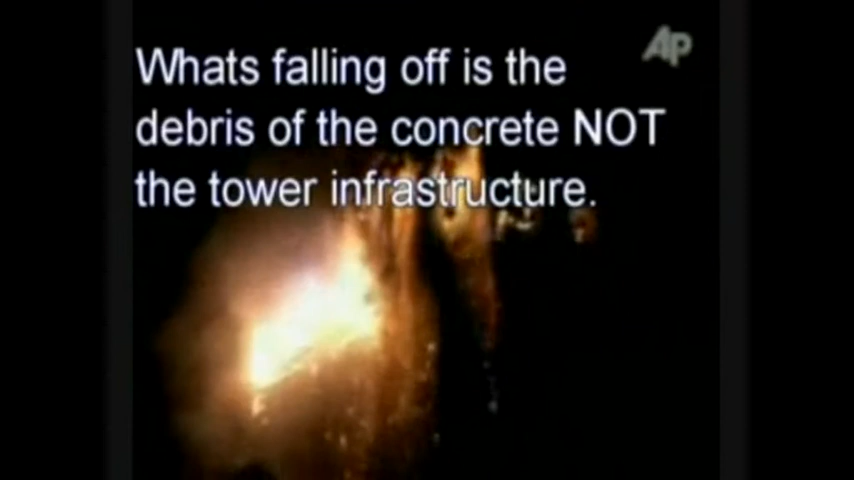 AP
Whats falling off is the
debris of the concrete NOT
the tower infrastructure.